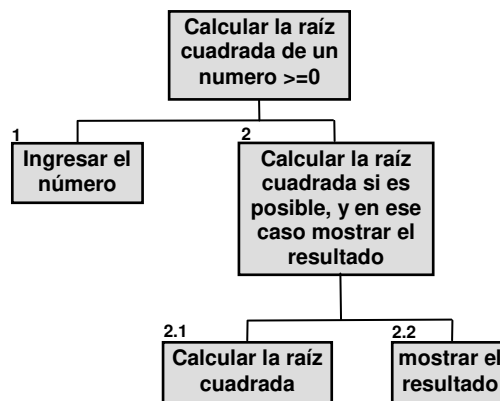 Calcular la raíz
cuadrada de un
numero >=0
1
Ingresar el
número
2
Calcular la raíz
cuadrada si es
posible, y en ese
caso mostrar el
resultado
2.1
Calcular la raíz
cuadrada
2.2
mostrar el
resultado